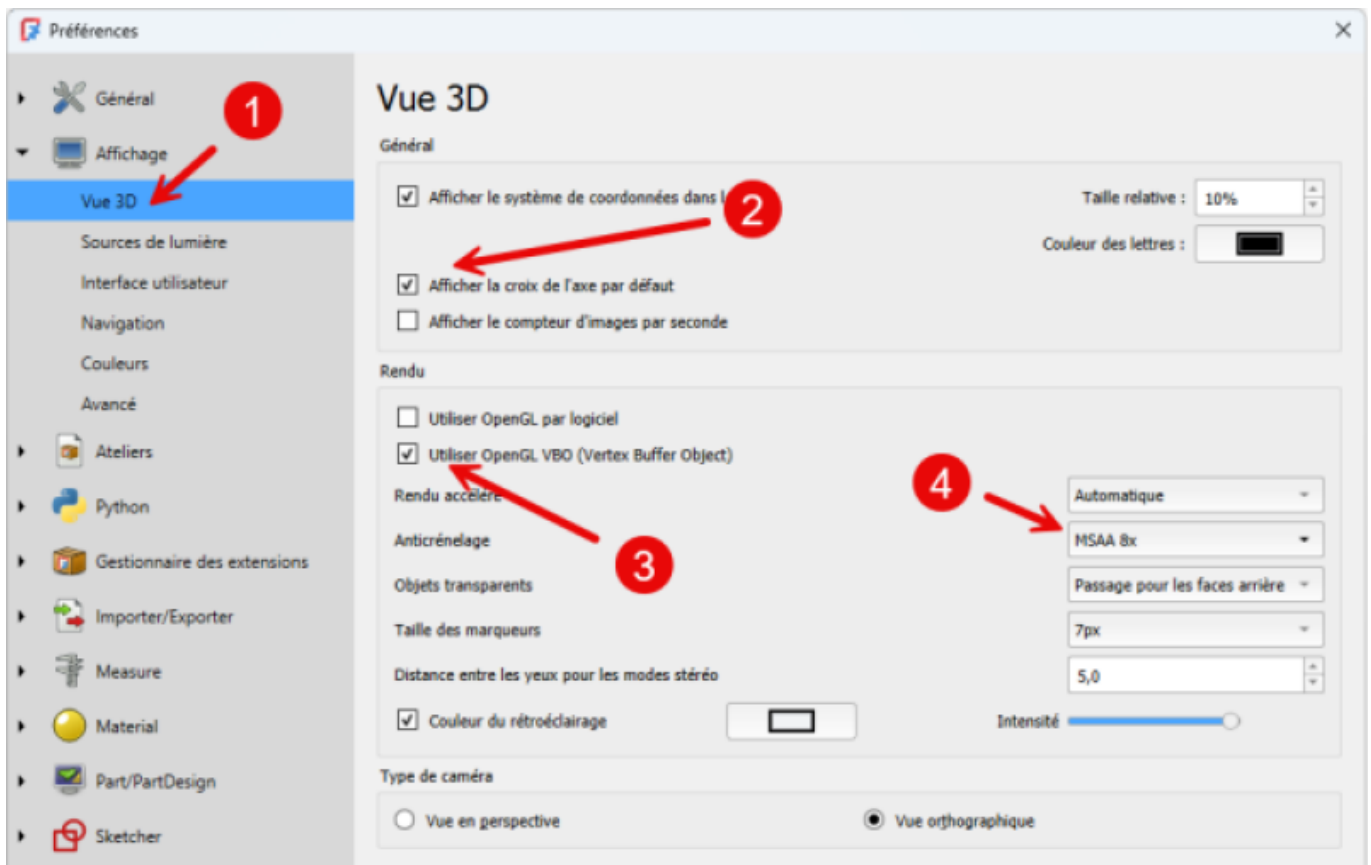 Préférences
Général
1
Affichage
Vue 3D
Sources de lumière
Interface utilisateur
Navigation
Couleurs
Avancé
Ateliers
Python
Gestionnaire des extensions
Importer/Exporter
Measure
Material
Part/PartDesign
Sketcher
Vue 3D
Général
Afficher le système de coordonnées dans
2
Taille relative : 10%
Couleur des lettres :
Afficher la croix de l'axe par défaut
Afficher le compteur d'images par seconde
Rendu
Utiliser OpenGL par logiciel
Utiliser OpenGL VBO (Vertex Buffer Object)
Rendu accéléré Automatique
4
Anticrénelage MSAA 8x
3
Objets transparents Passage pour les faces arrière
Taille des marqueurs 7px
Distance entre les yeux pour les modes stéréo 5,0
Couleur du rétroéclairage Intensité
Type de caméra
Vue en perspective Vue orthographique